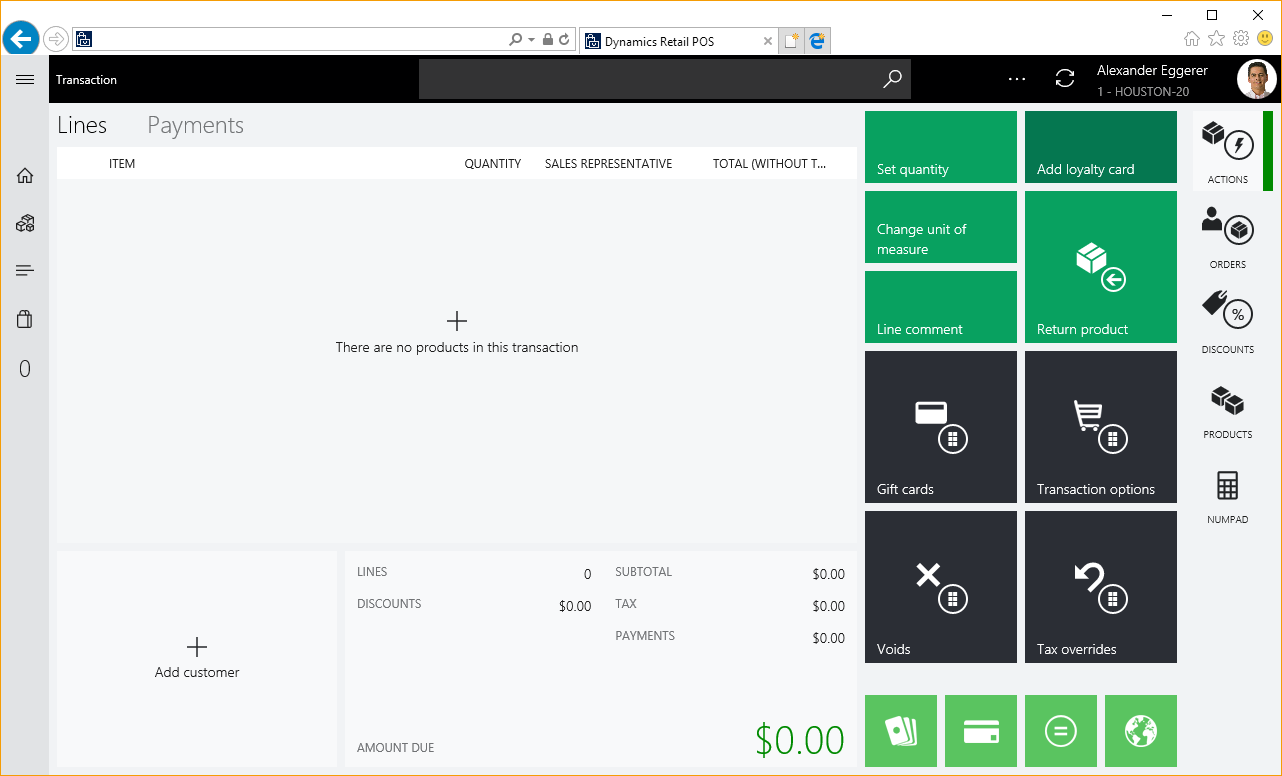 Dynamics Retail POS
Transaction
Alexander Eggerer
1 - HOUSTON-20
Lines
Payments
ITEM
QUANTITY
SALES REPRESENTATIVE
TOTAL (WITHOUT T...
There are no products in this transaction
0
Add customer
LINES
0
DISCOUNTS
$0.00
SUBTOTAL
$0.00
TAX
$0.00
PAYMENTS
$0.00
AMOUNT DUE
$0.00
Set quantity
Add loyalty card
Change unit of
measure
Line comment
Return product
Gift cards
Transaction options
Voids
Tax overrides
ACTIONS
ORDERS
%
DISCOUNTS
PRODUCTS
NUMPAD